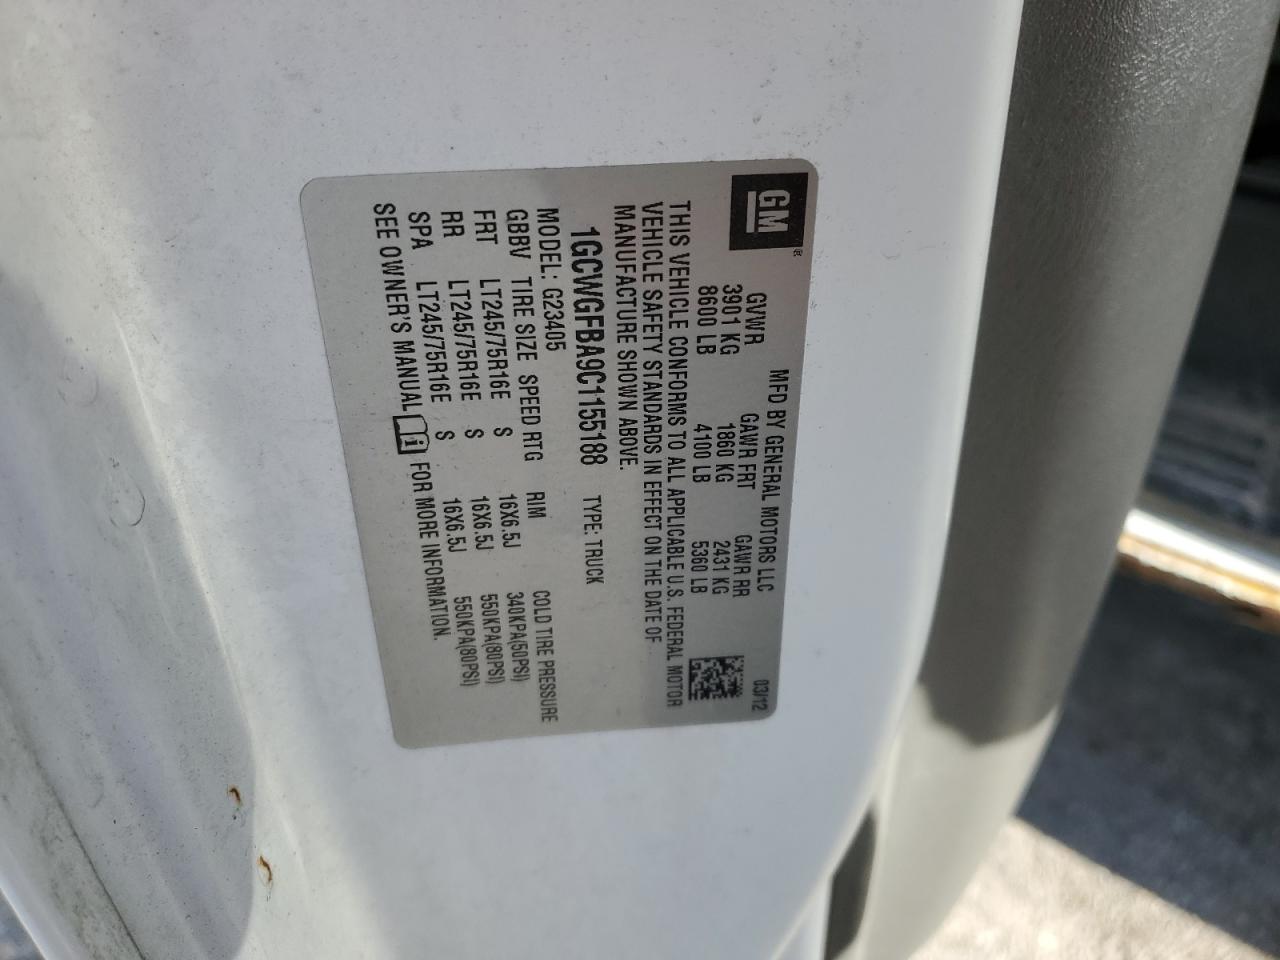 GM®
MFD BY GENERAL MOTORS LLC 03/12
GVWR GAWR FRT GAWR RR
3901 KG 1860 KG 2431 KG
8600 LB 4100 LB 5360 LB
THIS VEHICLE CONFORMS TO ALL APPLICABLE U.S. FEDERAL MOTOR
VEHICLE SAFETY STANDARDS IN EFFECT ON THE DATE OF
MANUFACTURE SHOWN ABOVE.
1GCWGFBA9C1155188 TYPE: TRUCK
MODEL: G23405
GBBV TIRE SIZE SPEED RTG RIM COLD TIRE PRESSURE
FRT LT245/75R16E S 16X6.5J 340KPA(50PSI)
RR LT245/75R16E S 16X6.5J 550KPA(80PSI)
SPA LT245/75R16E S 16X6.5J 550KPA(80PSI)
SEE OWNER'S MANUAL i FOR MORE INFORMATION.